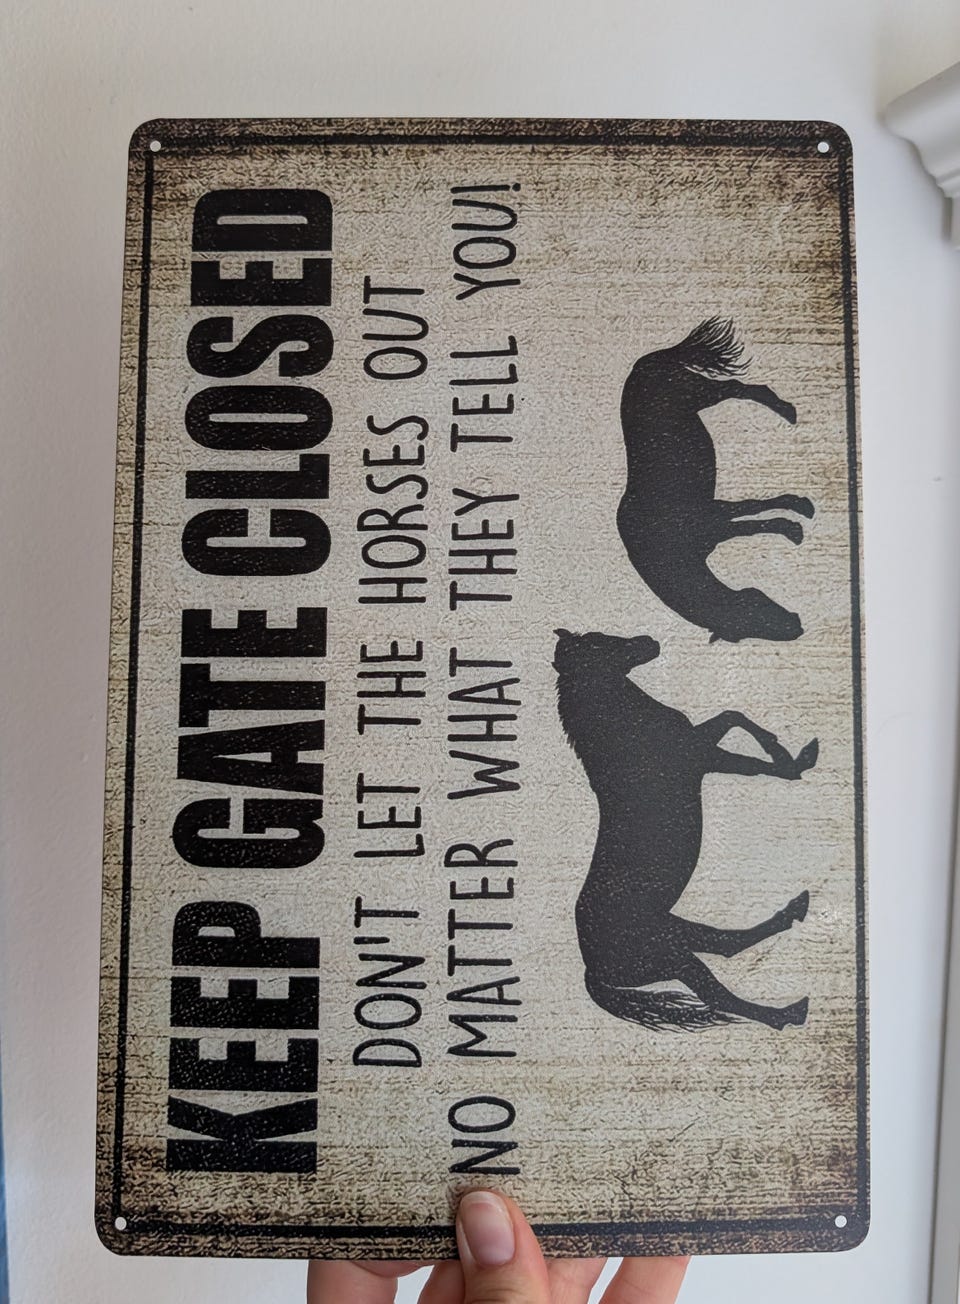 KEEP GATE CLOSED
DON'T LET THE HORSES OUT
NO MATTER WHAT THEY TELL YOU!